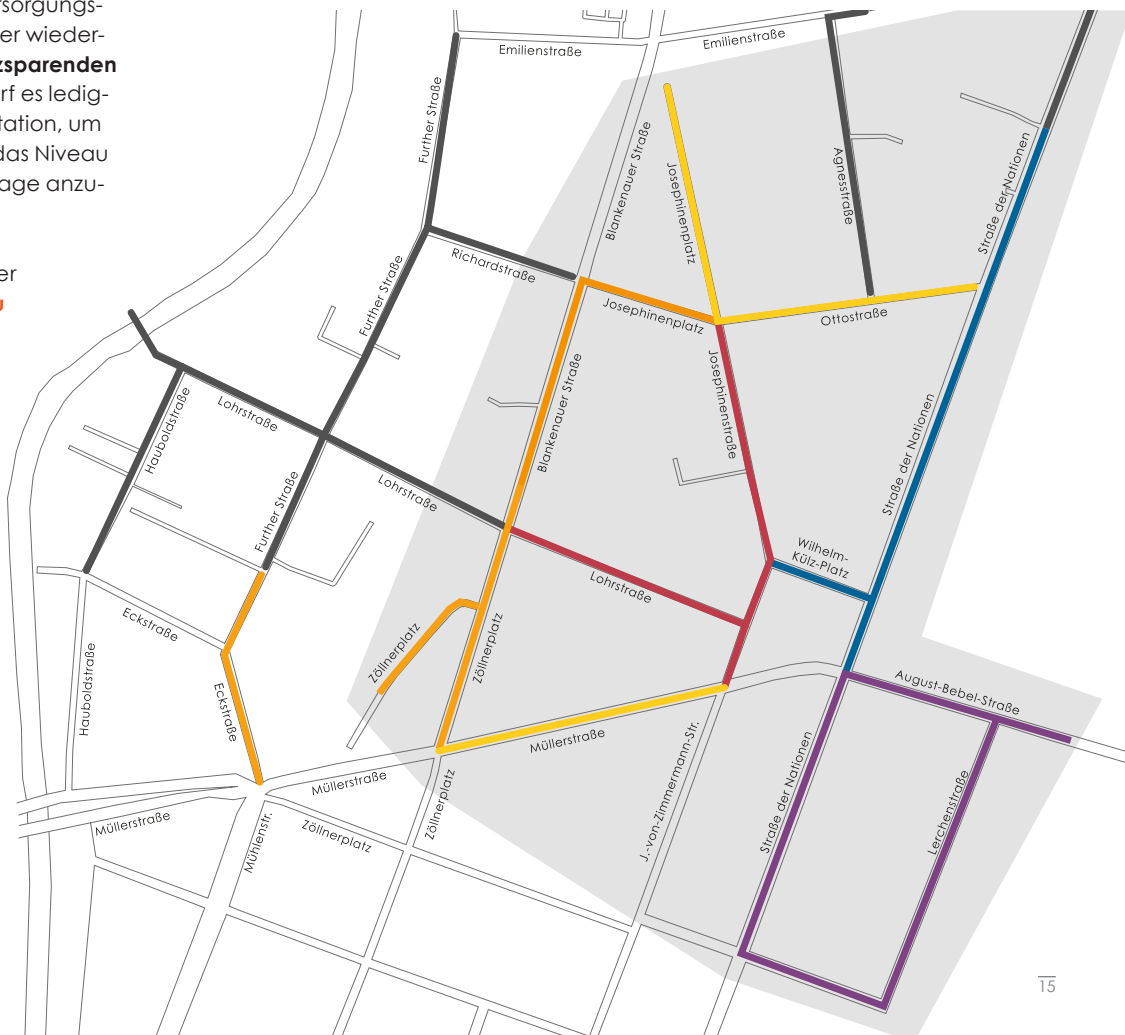 sorgungs-
er wieder-
zsparenden
rf es ledig-
tation, um
das Niveau
age anzu-
er
u
Emilienstraße
Emilienstraße
Further Straße
Blankenauer Straße
Josephinenplatz
Agnesstraße
Straße der Nationen
Richardstraße
Further Straße
Josephinenplatz
Ottostraße
Hauboldstraße
Lohrstraße
Blankenauer Straße
Josephinenstraße
Straße der Nationen
Further Straße
Lohrstraße
Wilhelm-
Külz-Platz
Lohrstraße
Eckstraße
Zöllnerplatz
Zöllnerplatz
Hauboldstraße
Eckstraße
August-Bebel-Straße
Müllerstraße
J.-von-Zimmermann-Str.
Straße der Nationen
Lerchenstraße
Müllerstraße
Zöllnerplatz
Müllerstraße
Mühlenstr.
Zöllnerplatz
15